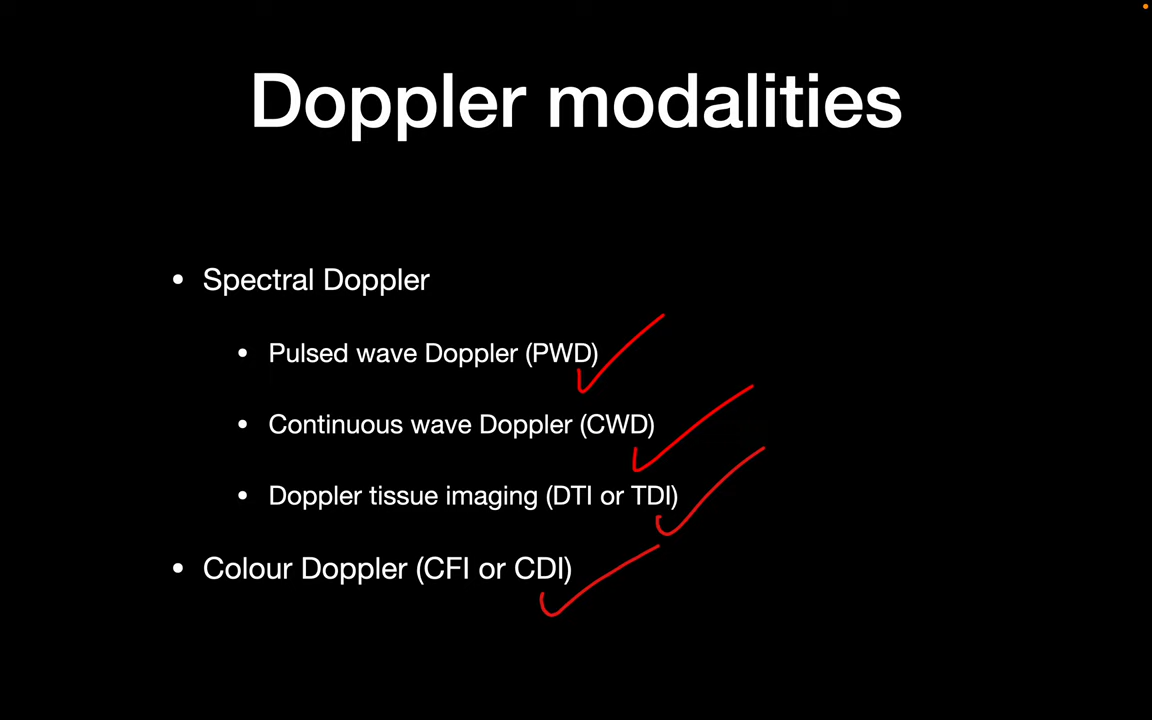 Doppler modalities
• Spectral Doppler
• Pulsed wave Doppler (PWD)
• Continuous wave Doppler (CWD)
• Doppler tissue imaging (DTI or TDI)
• Colour Doppler (CFI or CDI)